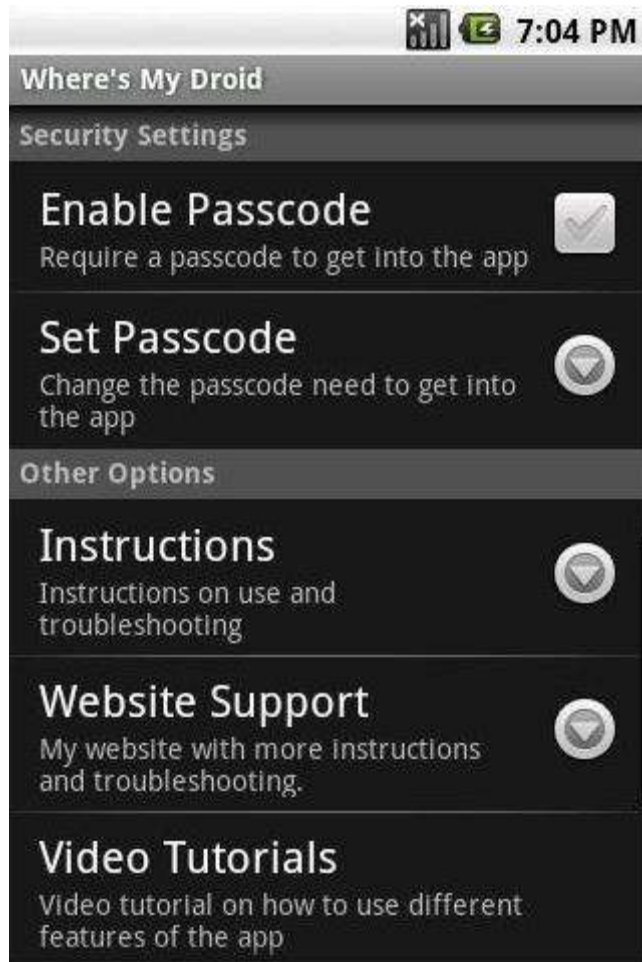 7:04 PM
Where's My Droid
Security Settings
Enable Passcode
Require a passcode to get into the app
Set Passcode
Change the passcode need to get into
the app
Other Options
Instructions
Instructions on use and
troubleshooting
Website Support
My website with more instructions
and troubleshooting.
Video Tutorials
Video tutorial on how to use different
features of the app